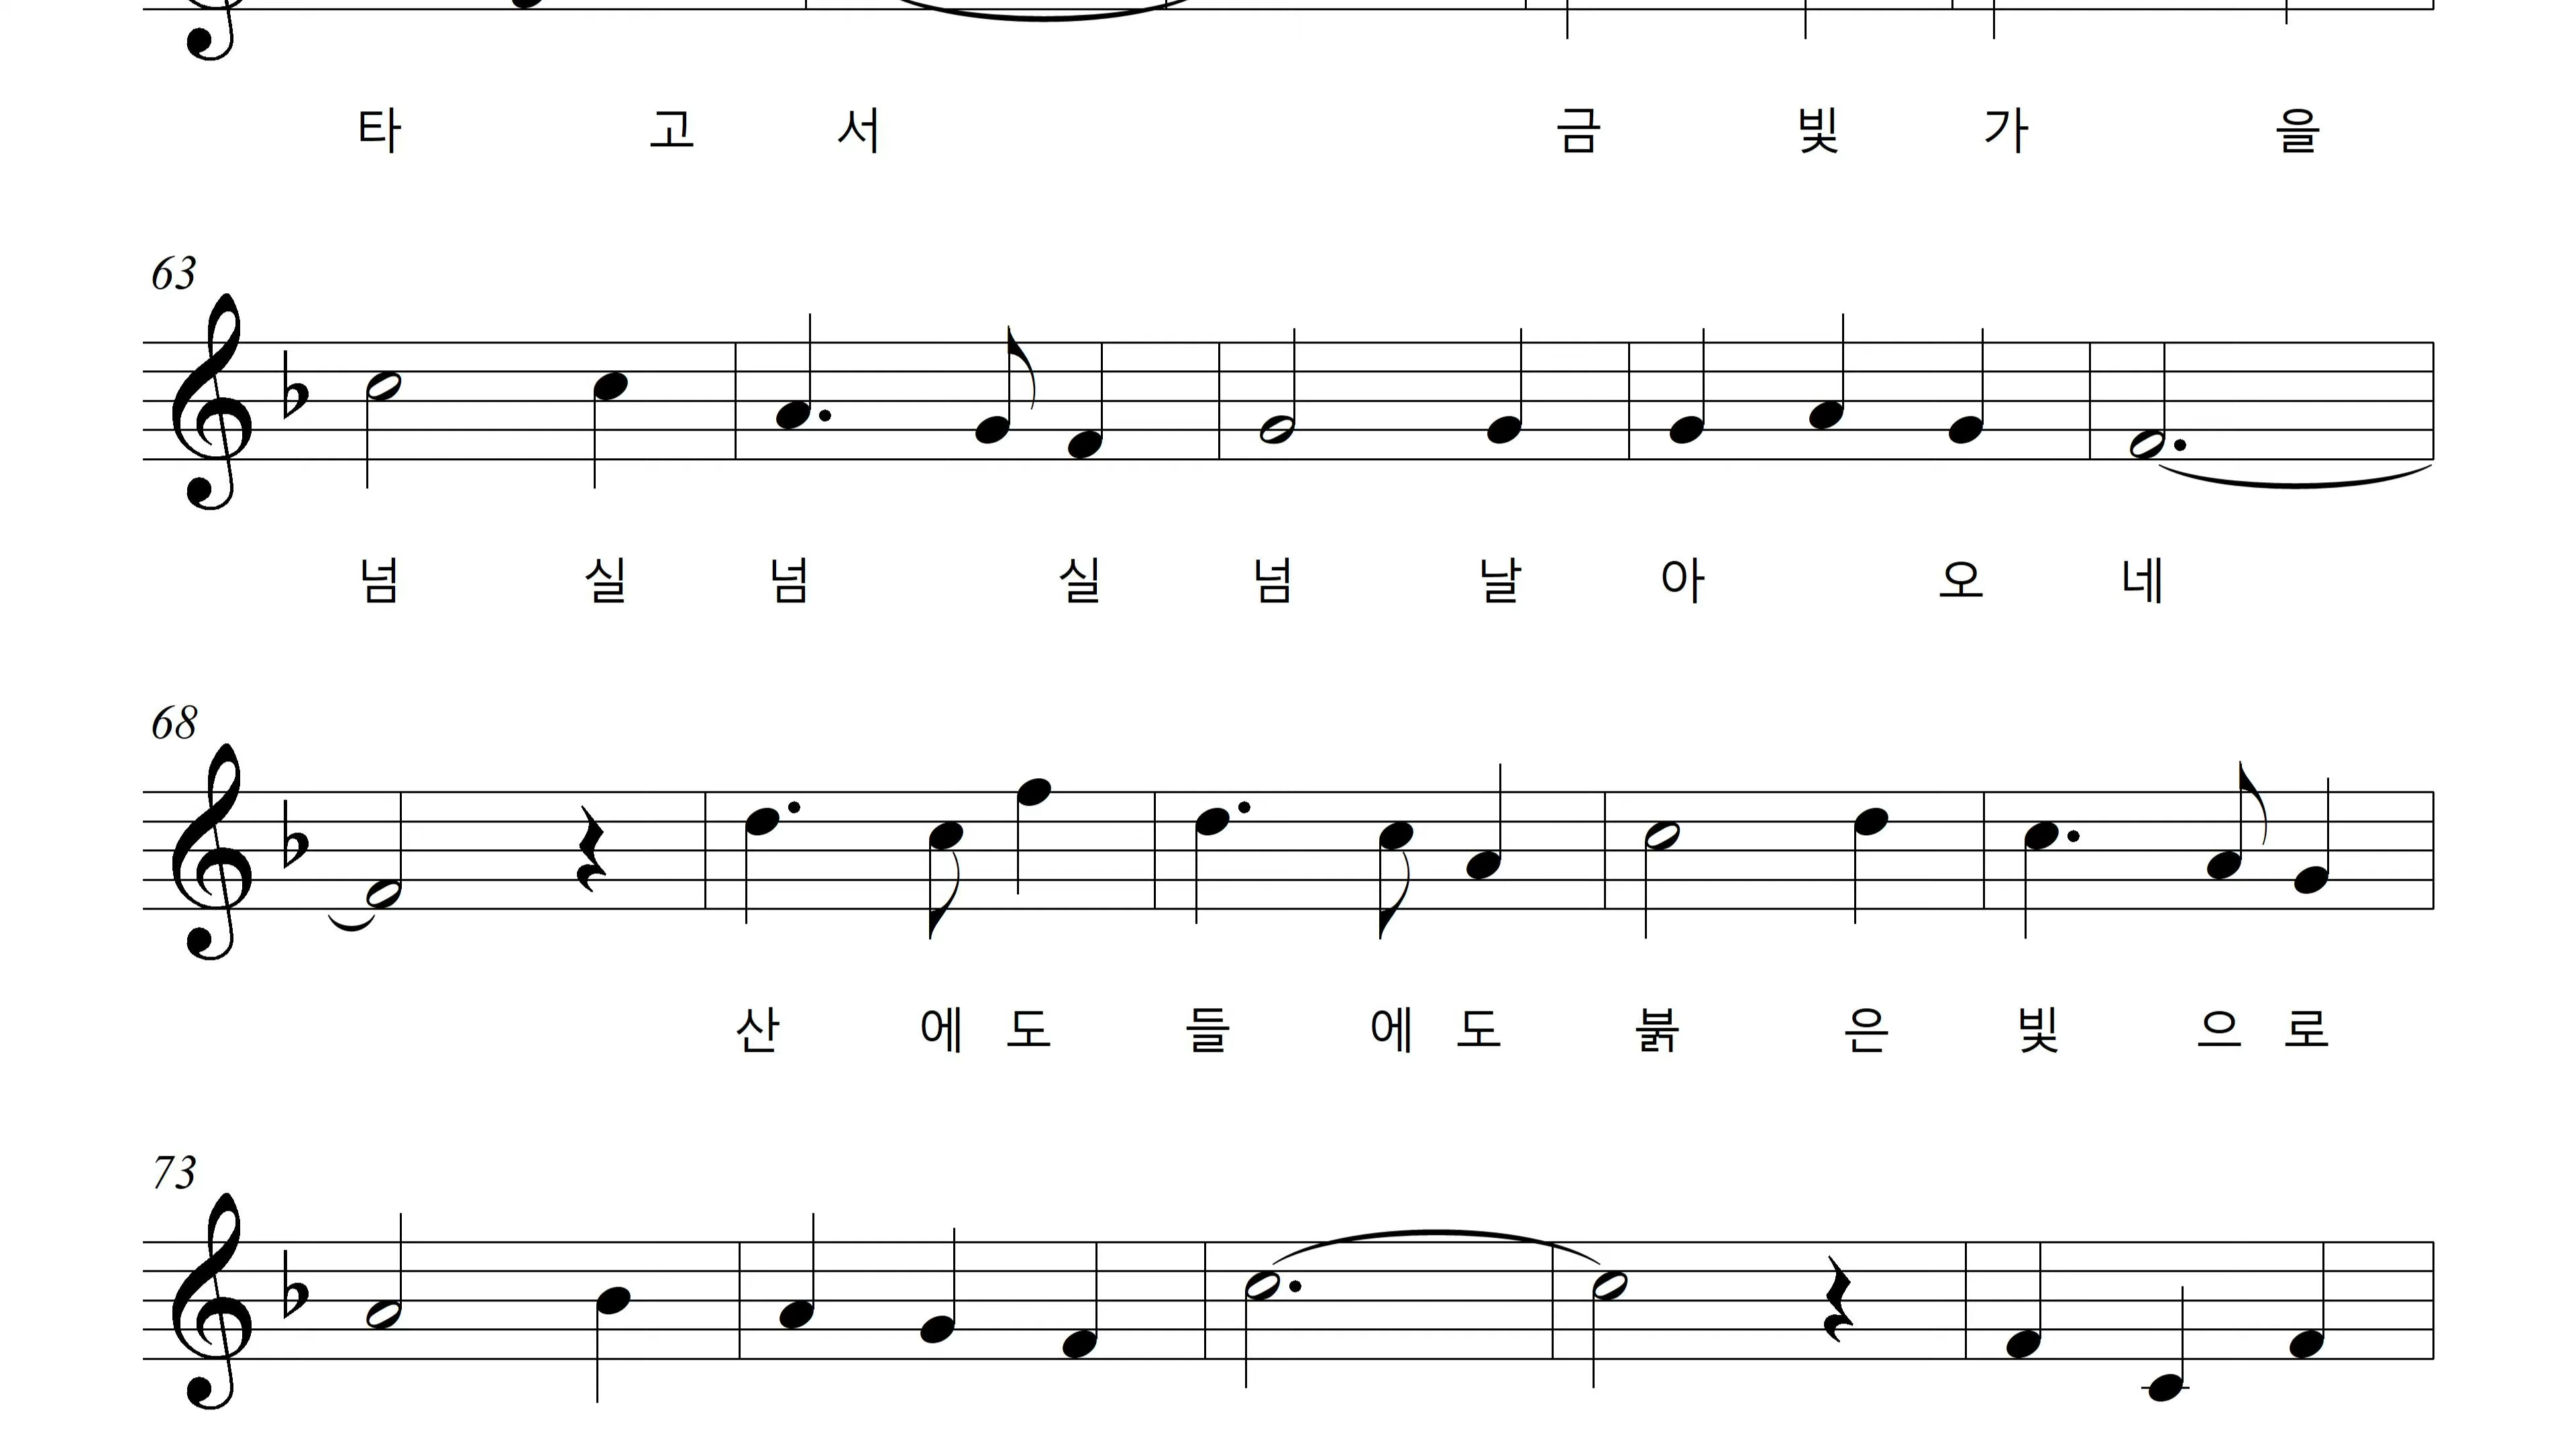 타 고 서 금 빛 가 을
63
넘 실 넘 실 넘 날 아 오 네
68
산 에 도 들 에 도 붉 은 빛 으 로
73